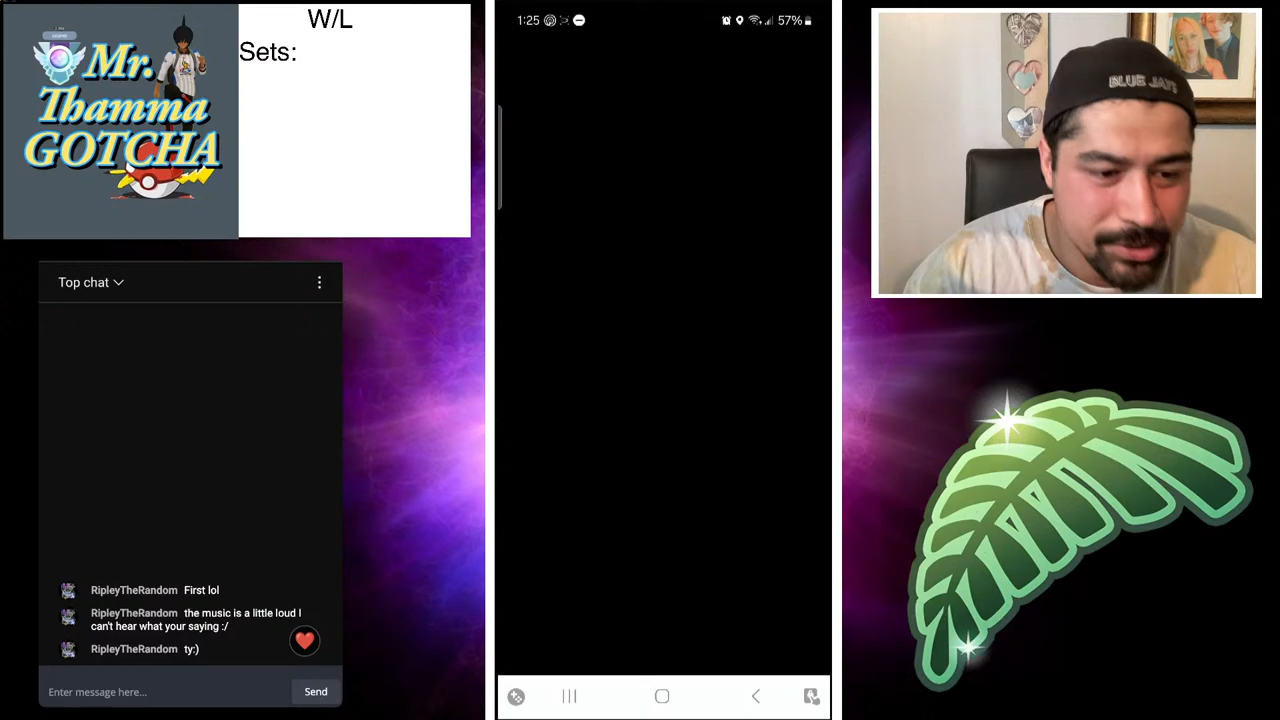 Mr.
Thamma
GOTCHA
W/L
Sets:
Top chat
RipleyTheRandom First lol
RipleyTheRandom the music is a little loud I
can't hear what your saying :/
RipleyTheRandom ty:)
Enter message here...
Send
1:25
57%
BLUE JAYS